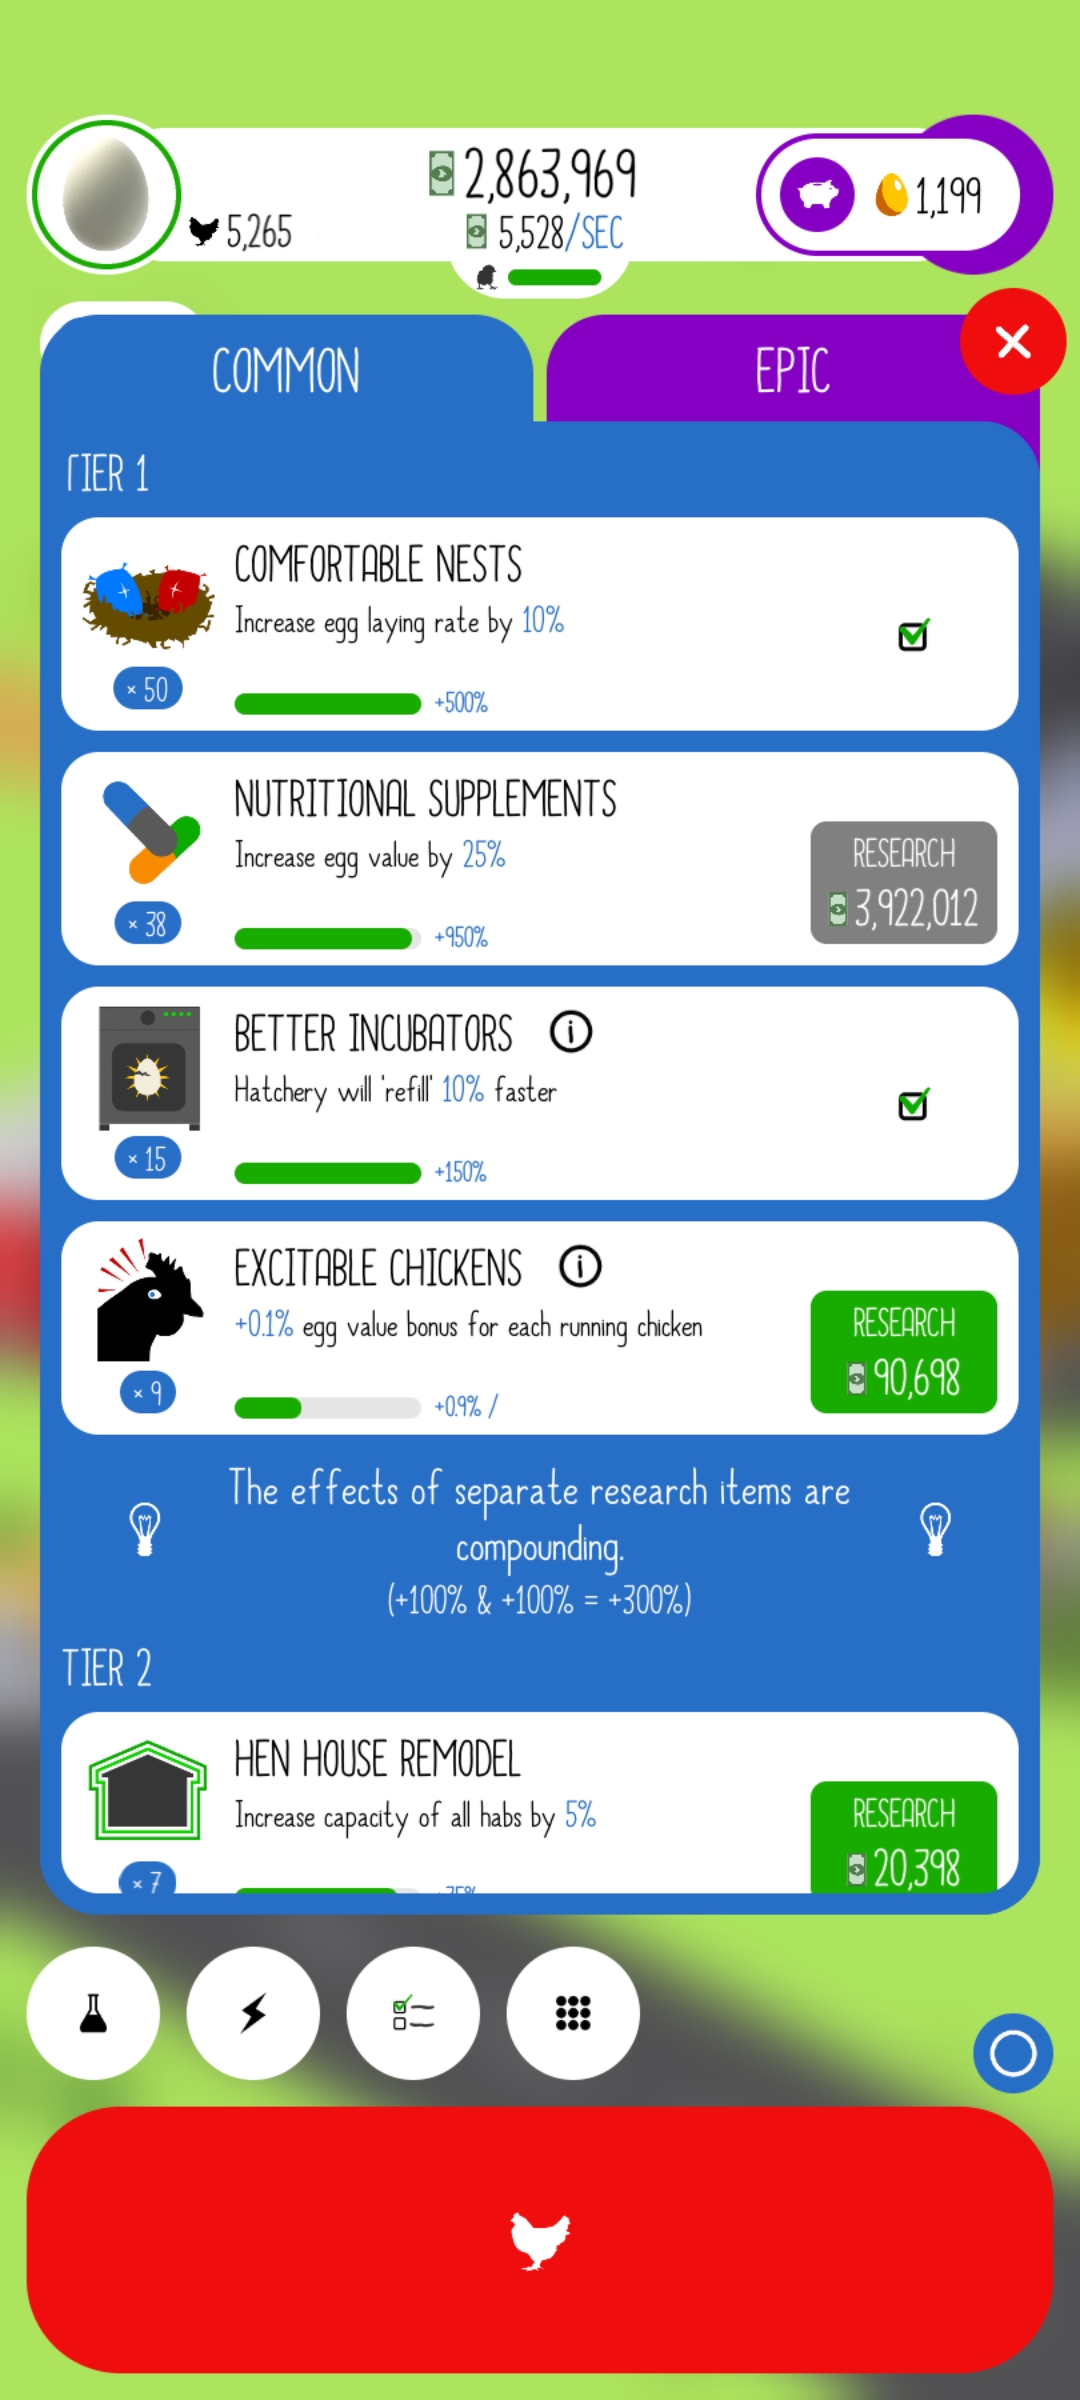 2,863,969
5,265
5,528/SEC
1,199
COMMON
EPIC
TIER 1
COMFORTABLE NESTS
Increase egg laying rate by 10%
× 50
+500%
NUTRITIONAL SUPPLEMENTS
Increase egg value by 25%
RESEARCH
3,922,012
× 38
+950%
BETTER INCUBATORS
Hatchery will 'refill' 10% faster
× 15
+150%
EXCITABLE CHICKENS
+0.1% egg value bonus for each running chicken
RESEARCH
90,698
× 9
+0.9% /
The effects of separate research items are
compounding.
(+100% & +100% = +300%)
TIER 2
HEN HOUSE REMODEL
Increase capacity of all habs by 5%
RESEARCH
20,398
× 7